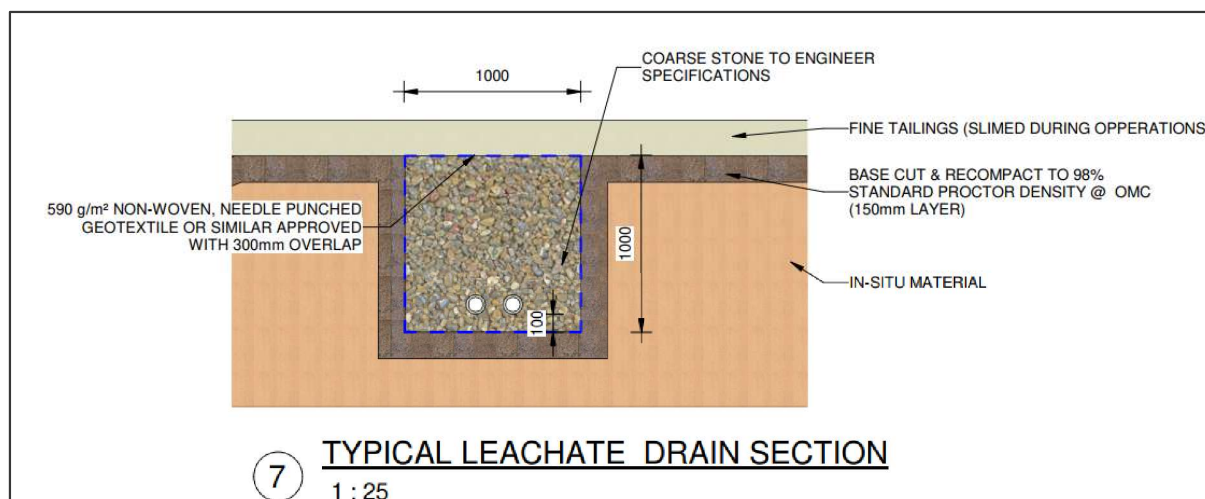 1000
COARSE STONE TO ENGINEER
SPECIFICATIONS
FINE TAILINGS (SLIMED DURING OPPERATIONS
BASE CUT & RECOMPACT TO 98%
STANDARD PROCTOR DENSITY @ OMC
(150mm LAYER)
590 g/m² NON-WOVEN, NEEDLE PUNCHED
GEOTEXTILE OR SIMILAR APPROVED
WITH 300mm OVERLAP
1000
100
IN-SITU MATERIAL
7
TYPICAL LEACHATE DRAIN SECTION
1 : 25